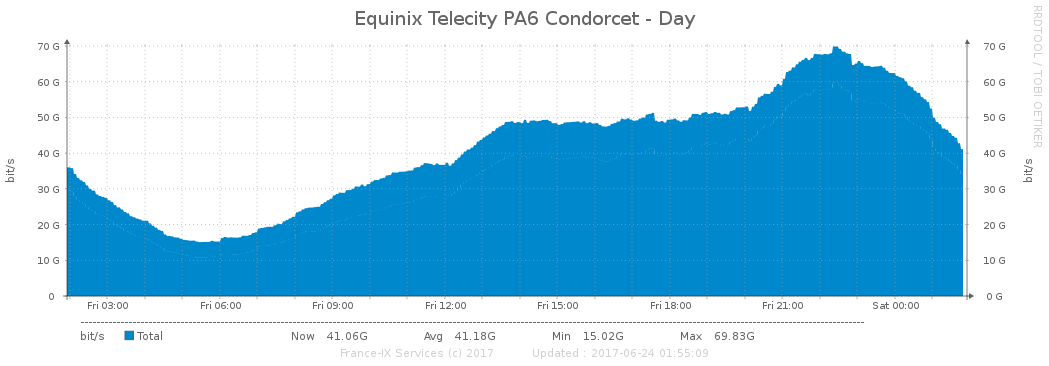 Equinix Telecity PA6 Condorcet - Day
RRDTOOL / TOBI OETIKER
70 G 70 G
60 G 60 G
50 G 50 G
40 G 40 G
30 G 30 G
20 G 20 G
10 G 10 G
0 0 G
bit/s bit/s
Fri 03:00 Fri 06:00 Fri 09:00 Fri 12:00 Fri 15:00 Fri 18:00 Fri 21:00 Sat 00:00
bit/s Total Now 41.06G Avg 41.18G Min 15.02G Max 69.83G
France-IX Services (c) 2017 Updated : 2017-06-24 01:55:09